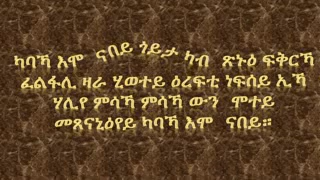 ካባኻ እሞ ናበይ ጎይታ ካብ ጽኑዕ ፍቅርኻ
ፈልፋሊ ዛራ ሂወተይ ዕረፍቲ ነፍሰይ ኢኻ
ሃሊየ ምሳኻ ምሳኻ ውን ሞተይ
መጸናኒዕየይ ካባኻ እሞ ናበይ።